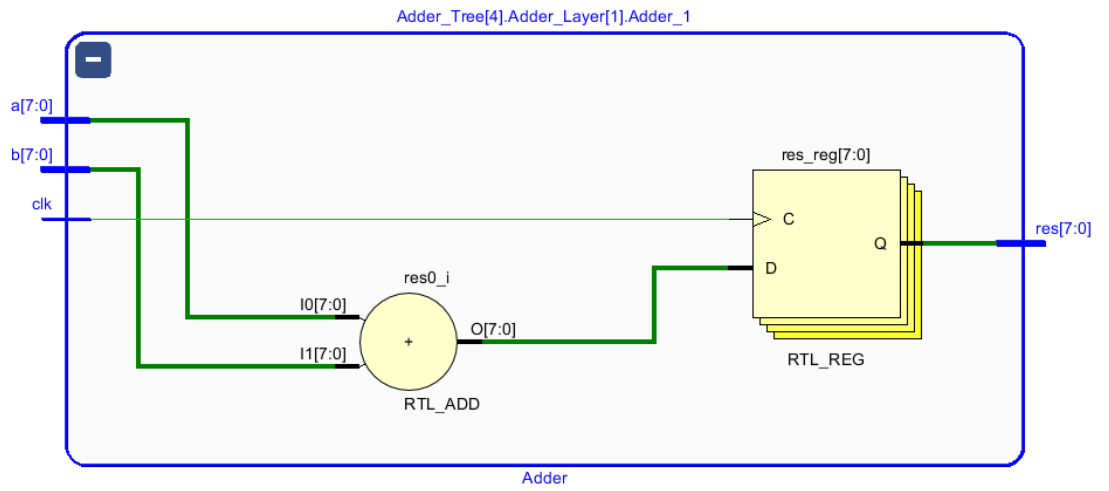 Adder_Tree[4].Adder_Layer[1].Adder_1
−
a[7:0]
b[7:0]
clk
res_reg[7:0]
C
Q
D
res[7:0]
RTL_REG
res0_i
I0[7:0]
I1[7:0]
+
O[7:0]
RTL_ADD
Adder